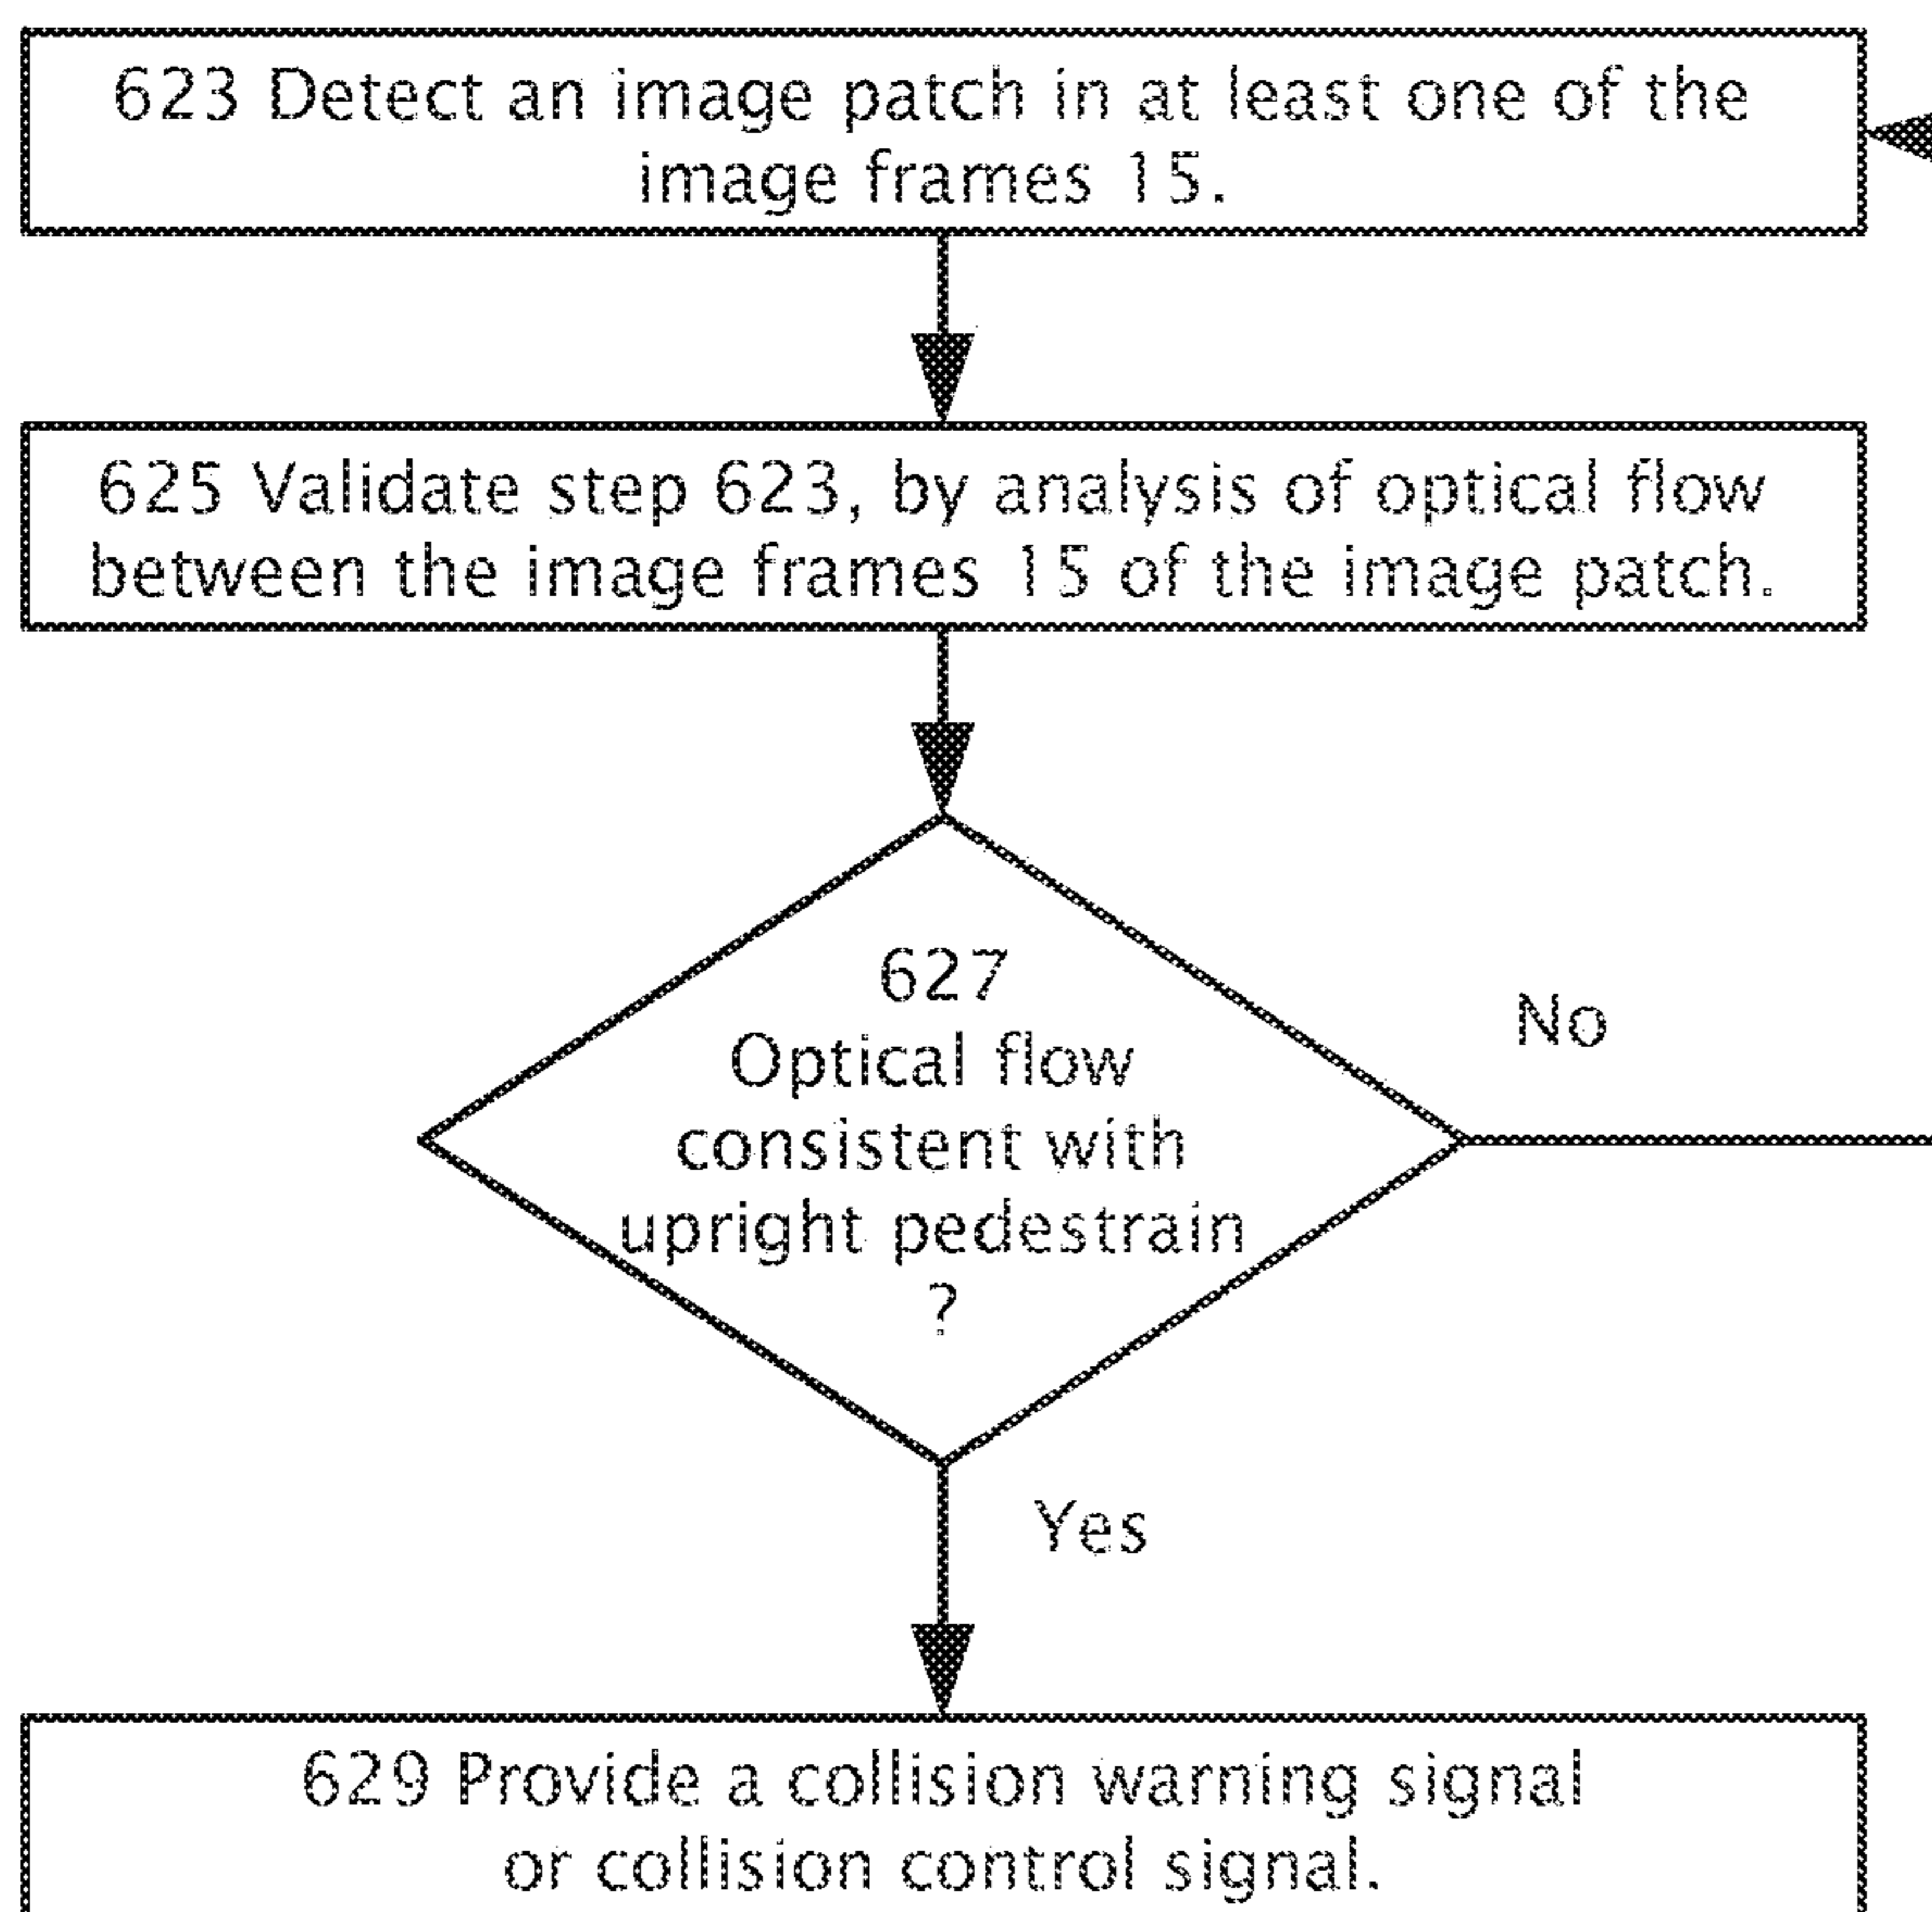 623 Detect an image patch in at least one of the
image frames 15.
625 Validate step 623, by analysis of optical flow
between the image frames 15 of the image patch.
627
Optical flow
consistent with
upright pedestrain
?
No
Yes
629 Provide a collision warning signal
or collision control signal.